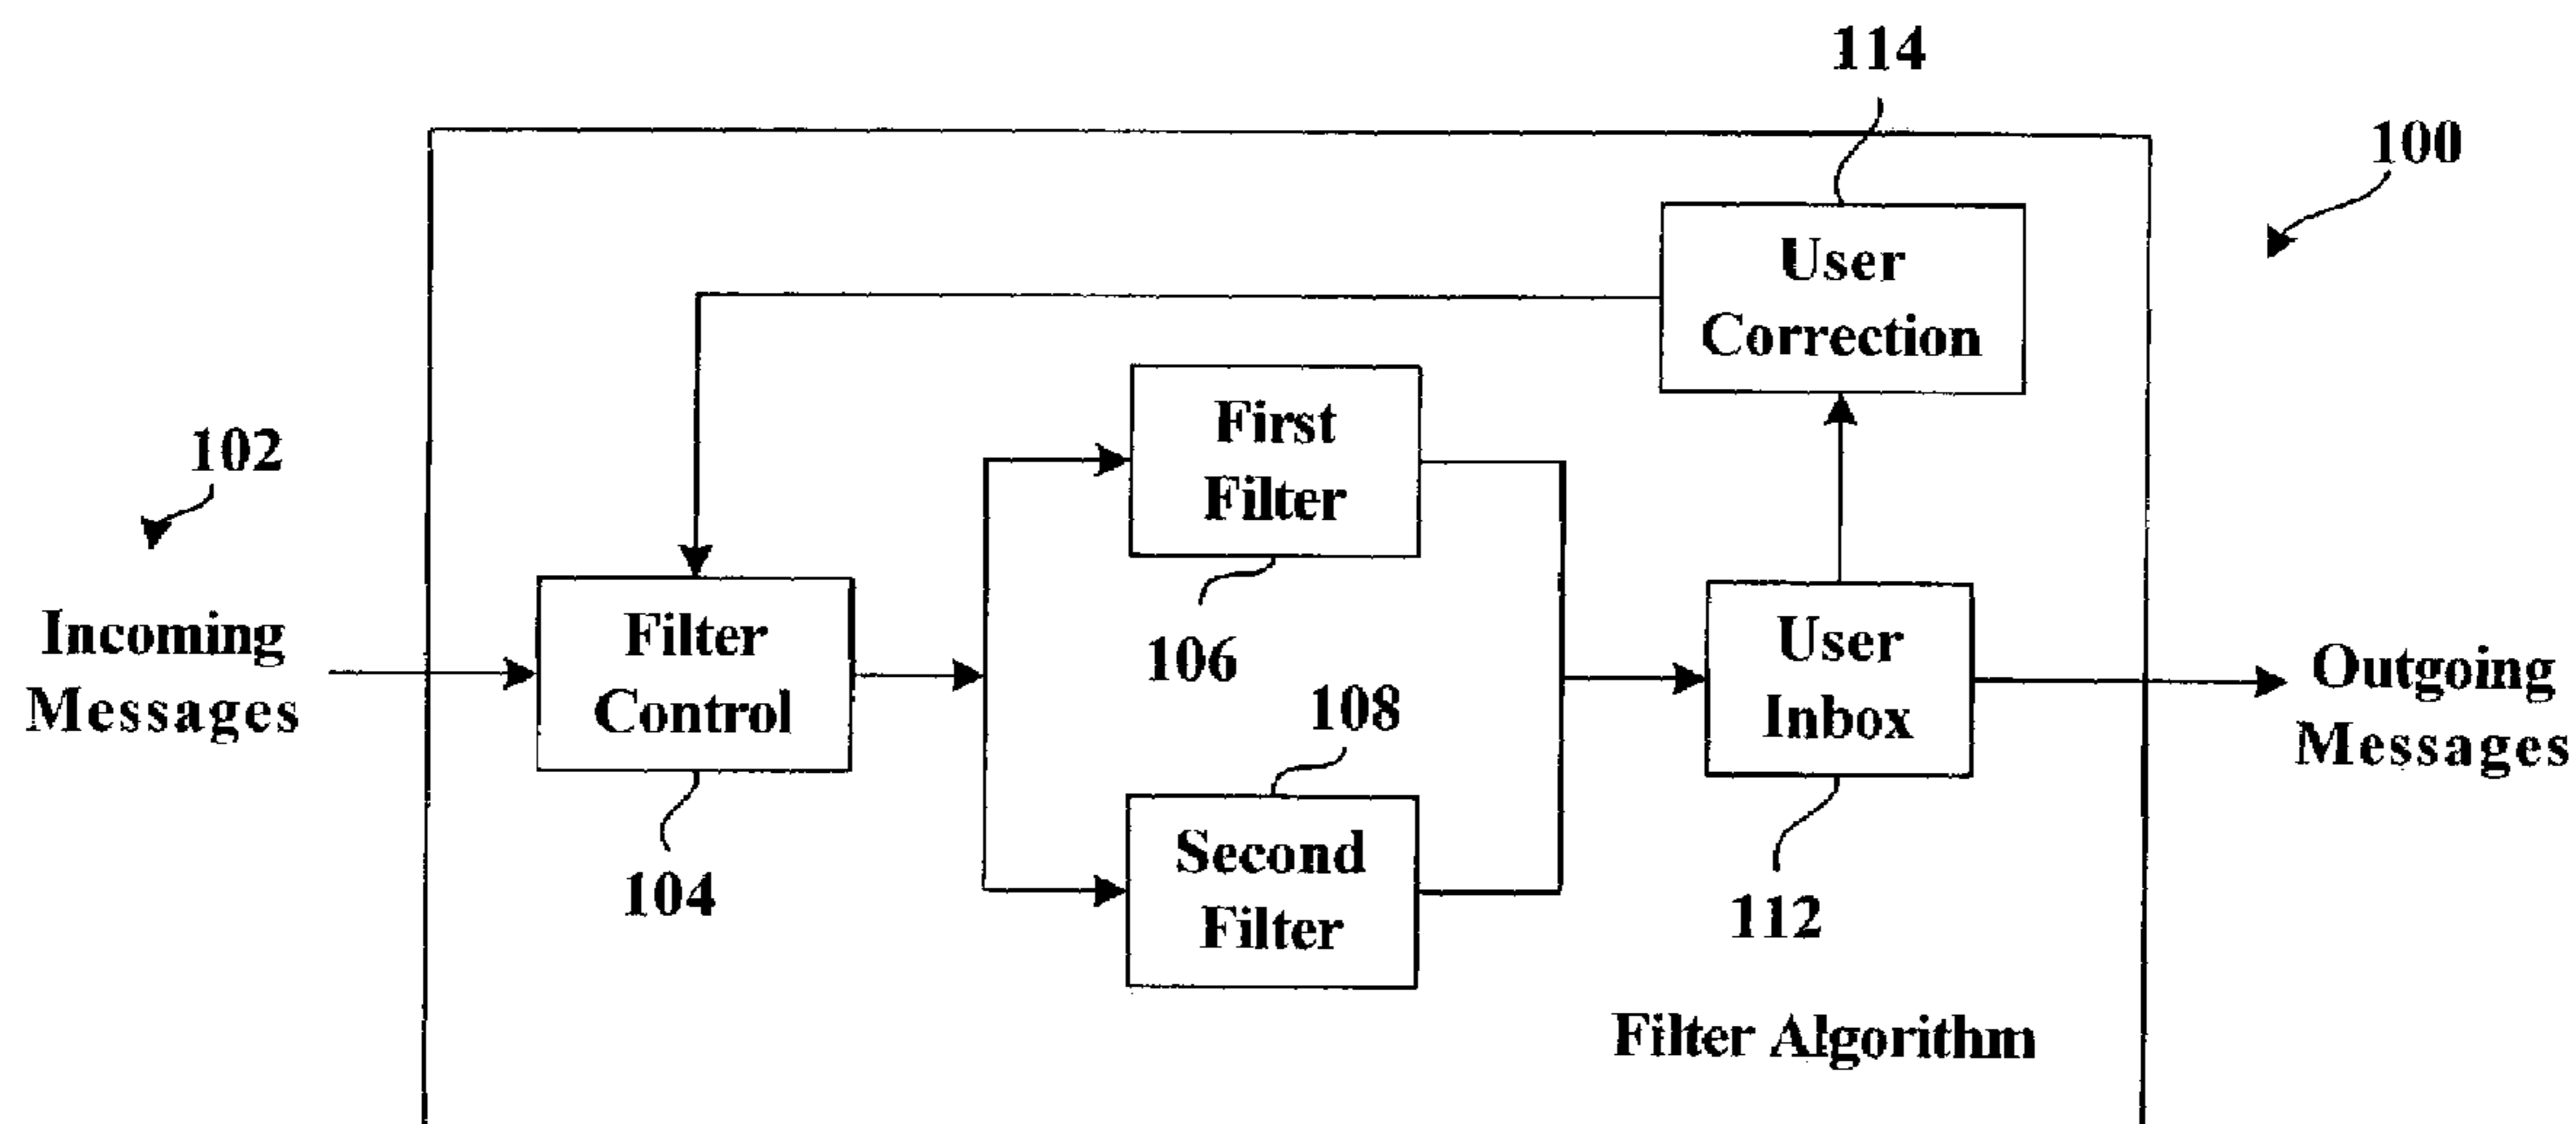 114
100
User
Correction
First
Filter
102
106
Incoming
Messages
Filter
Control
User
Inbox
Outgoing
Messages
108
Second
Filter
104
112
Filter Algorithm